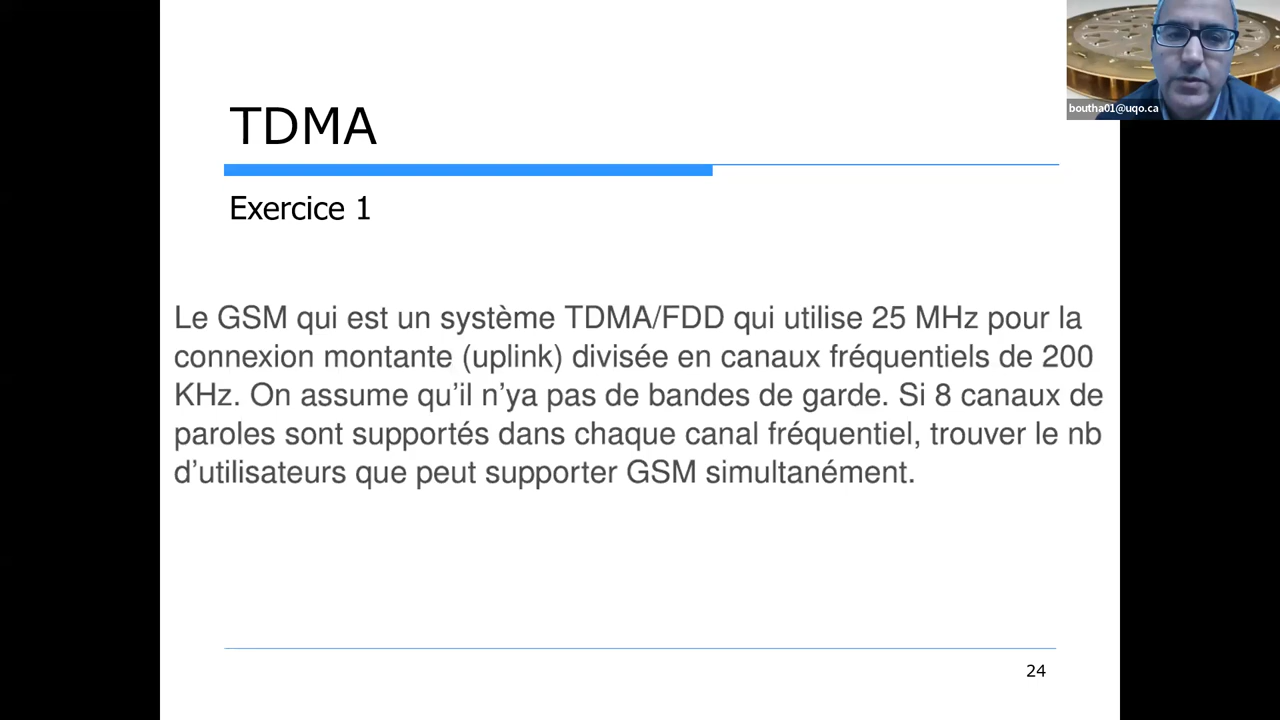 boutha01@uqo.ca
TDMA
Exercice 1
Le GSM qui est un système TDMA/FDD qui utilise 25 MHz pour la
connexion montante (uplink) divisée en canaux fréquentiels de 200
KHz. On assume qu’il n’ya pas de bandes de garde. Si 8 canaux de
paroles sont supportés dans chaque canal fréquentiel, trouver le nb
d’utilisateurs que peut supporter GSM simultanément.
24